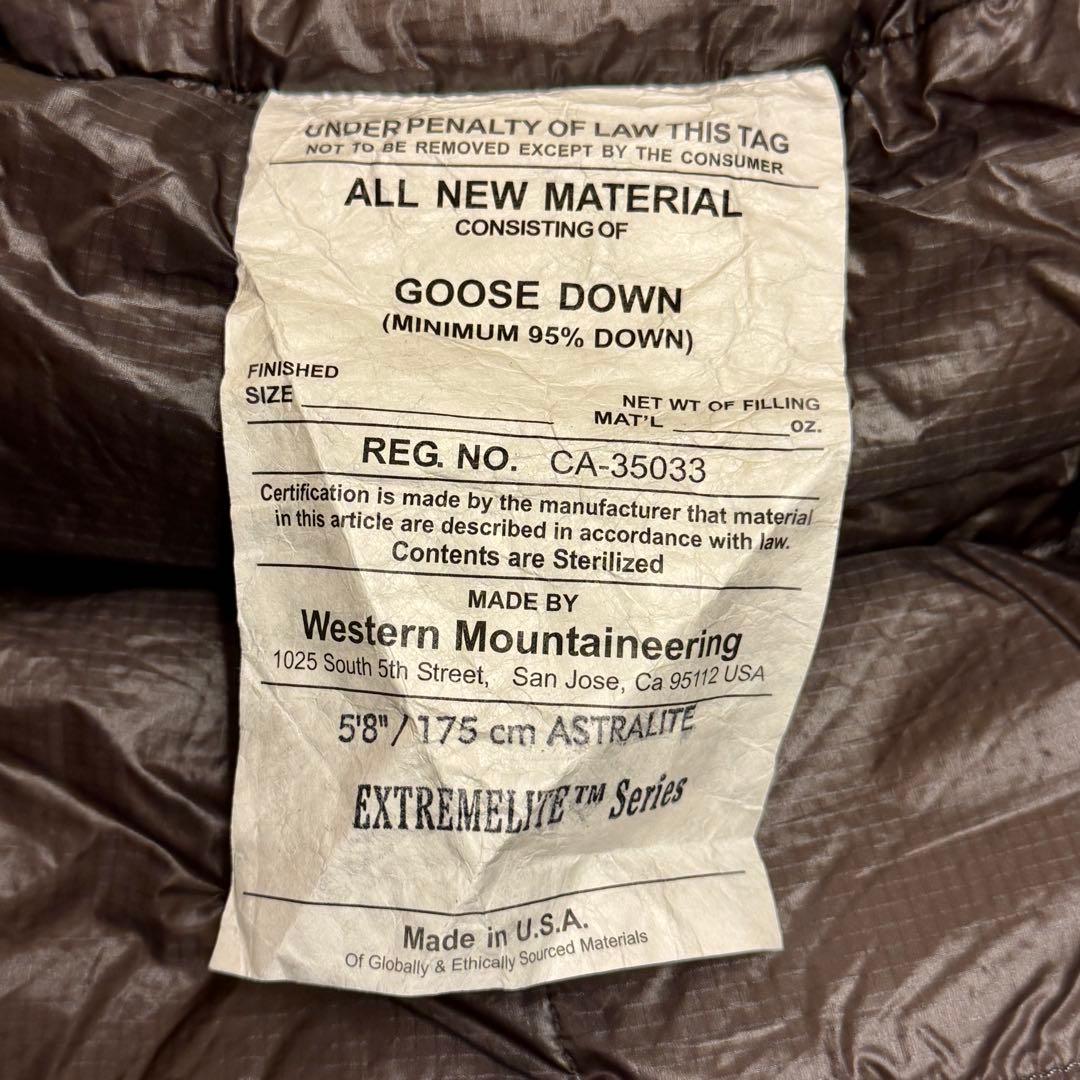 UNDER PENALTY OF LAW THIS TAG
NOT TO BE REMOVED EXCEPT BY THE CONSUMER
ALL NEW MATERIAL
CONSISTING OF
GOOSE DOWN
(MINIMUM 95% DOWN)
FINISHED
SIZE
NET WT OF FILLING
MAT'L OZ.
REG. NO. CA-35033
Certification is made by the manufacturer that material
in this article are described in accordance with law.
Contents are Sterilized
MADE BY
Western Mountaineering
1025 South 5th Street, San Jose, Ca 95112 USA
5'8"/175 cm ASTRALITE
EXTREMELITE™ Series
Made in U.S.A.
Of Globally & Ethically Sourced Materials